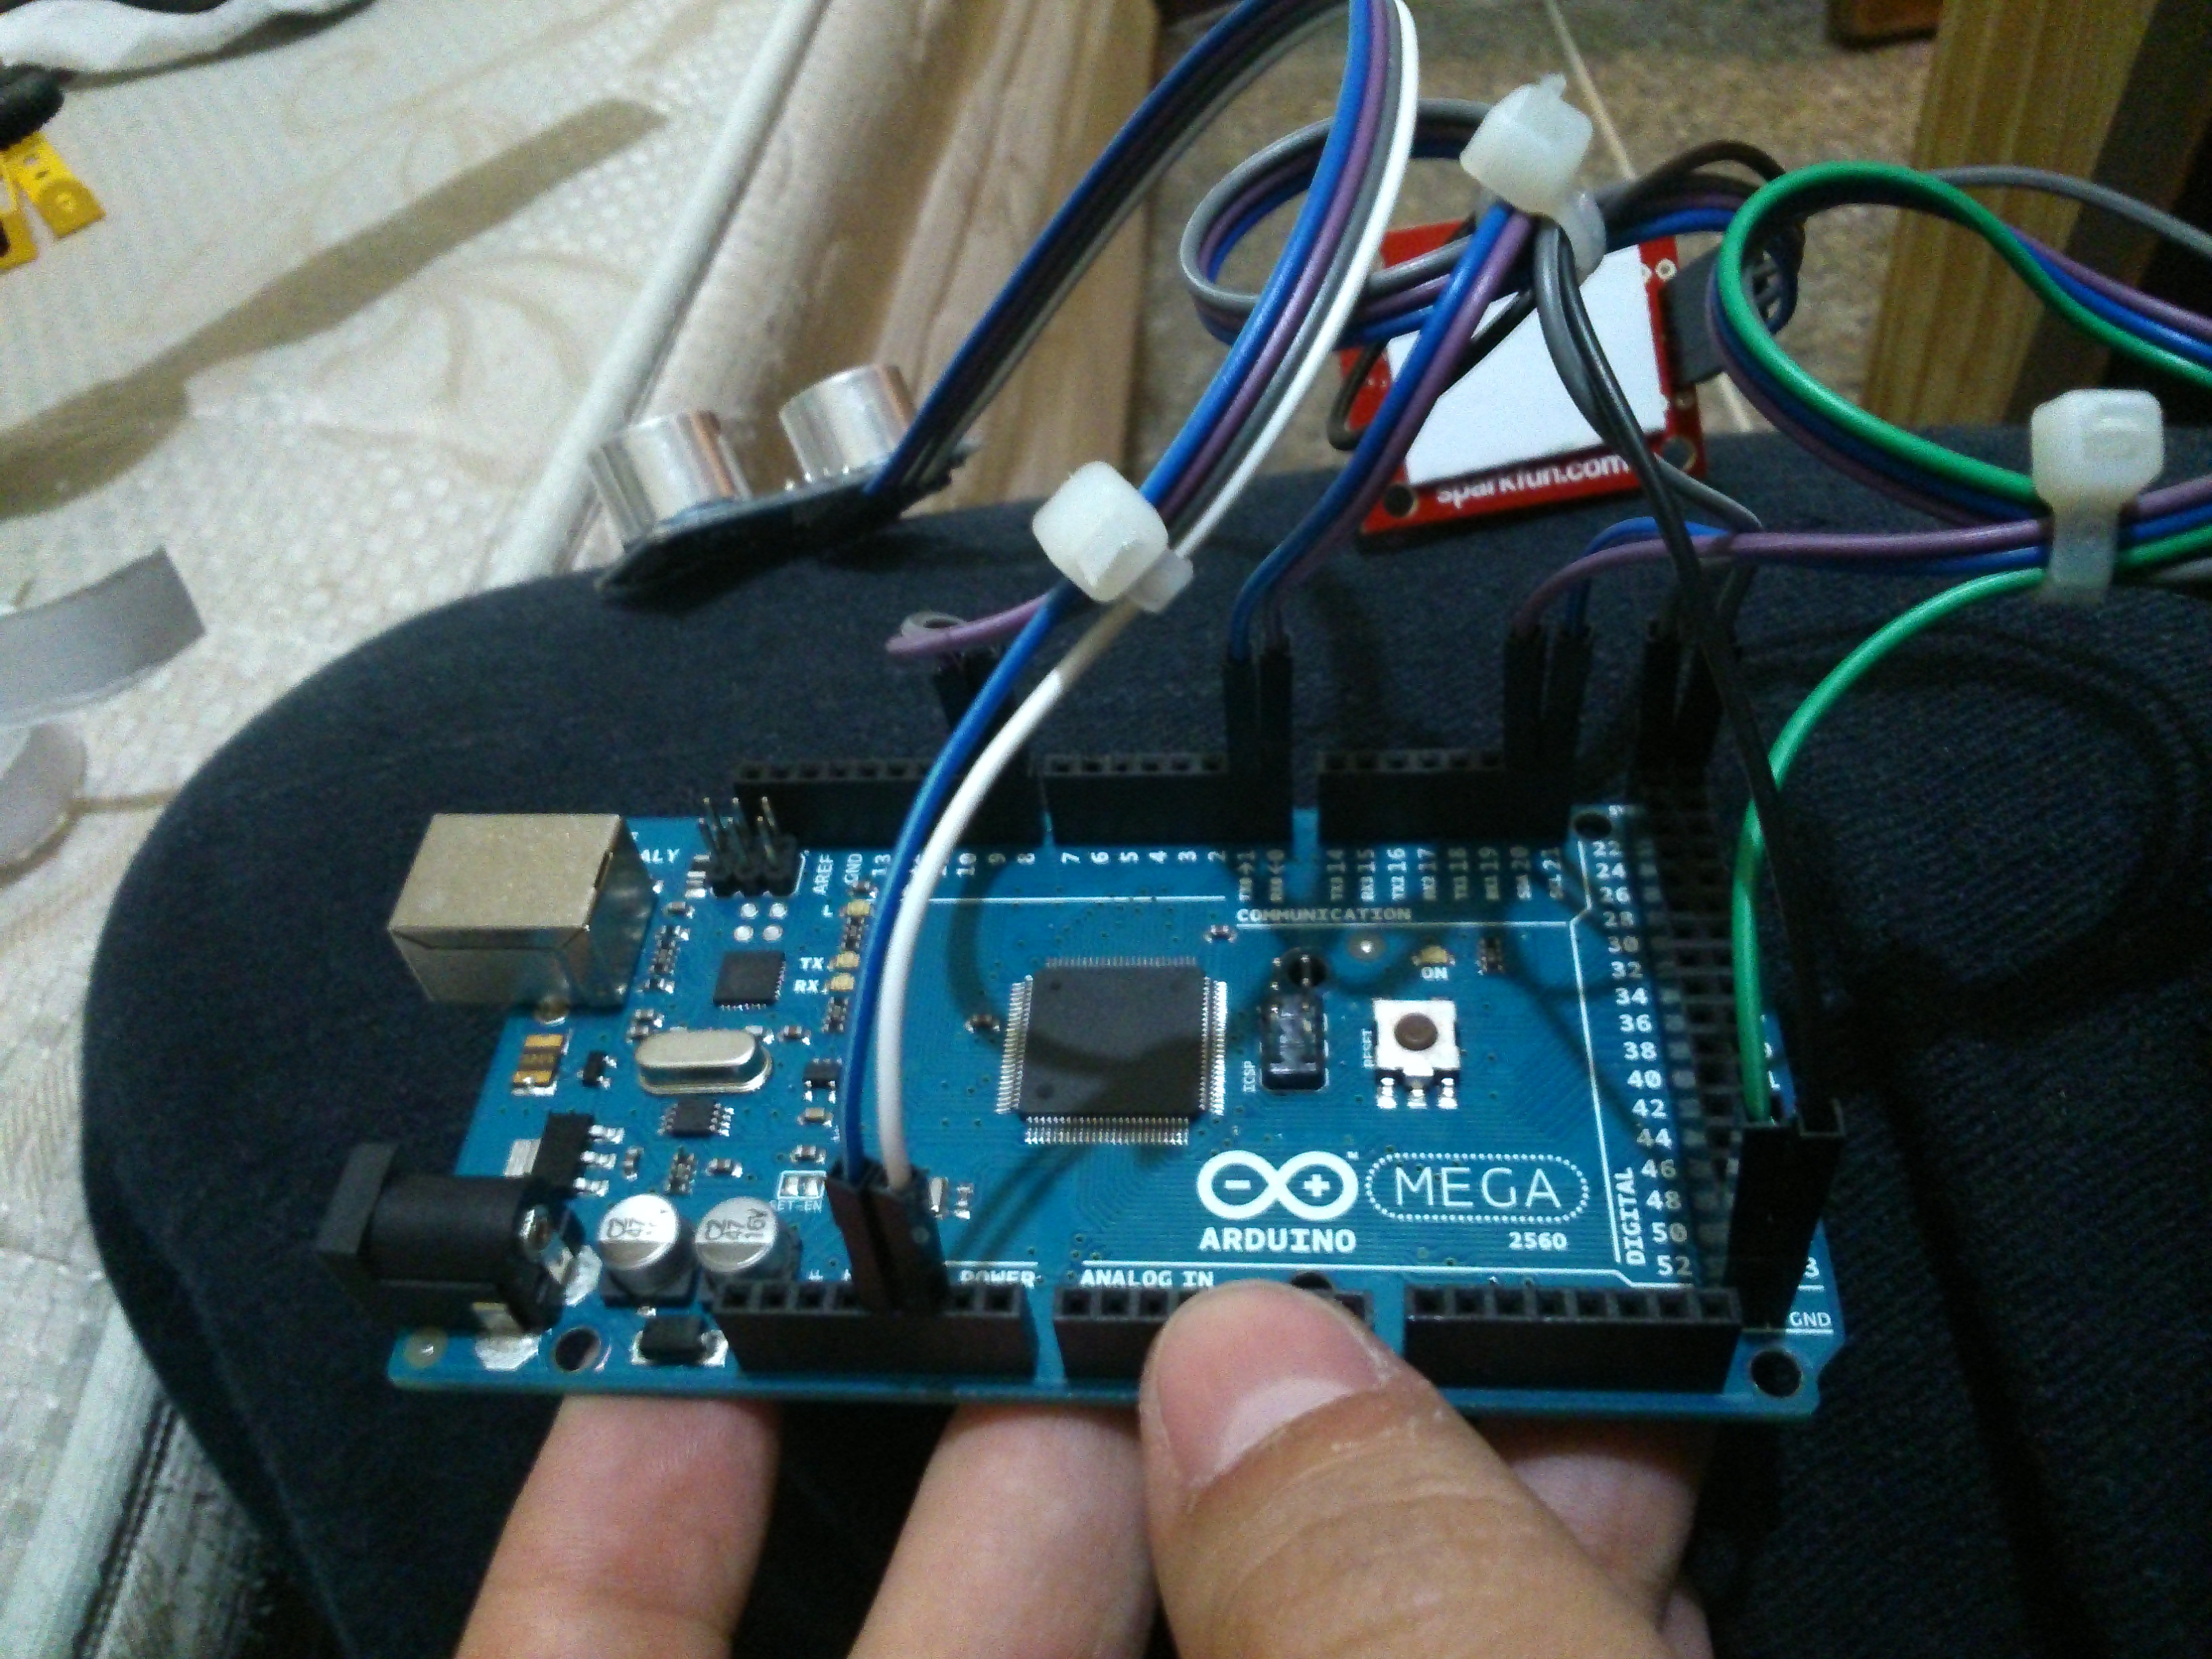 sparkfun.com
ALY
AREF
GND
13
10
9
8
7
6
5
4
3
2
TX0→1
RX0←0
TX3 14
RX3 15
TX2 16
RX2 17
TX1 18
RX1 19
SDA 20
SCL 21
COMMUNICATION
L
TX
RX
ON
ICSP
RESET
22
24
26
28
30
32
34
36
38
40
42
44
46
48
50
52
DIGITAL
GND
MEGA
ARDUINO
2560
47
16V
POWER
ANALOG IN